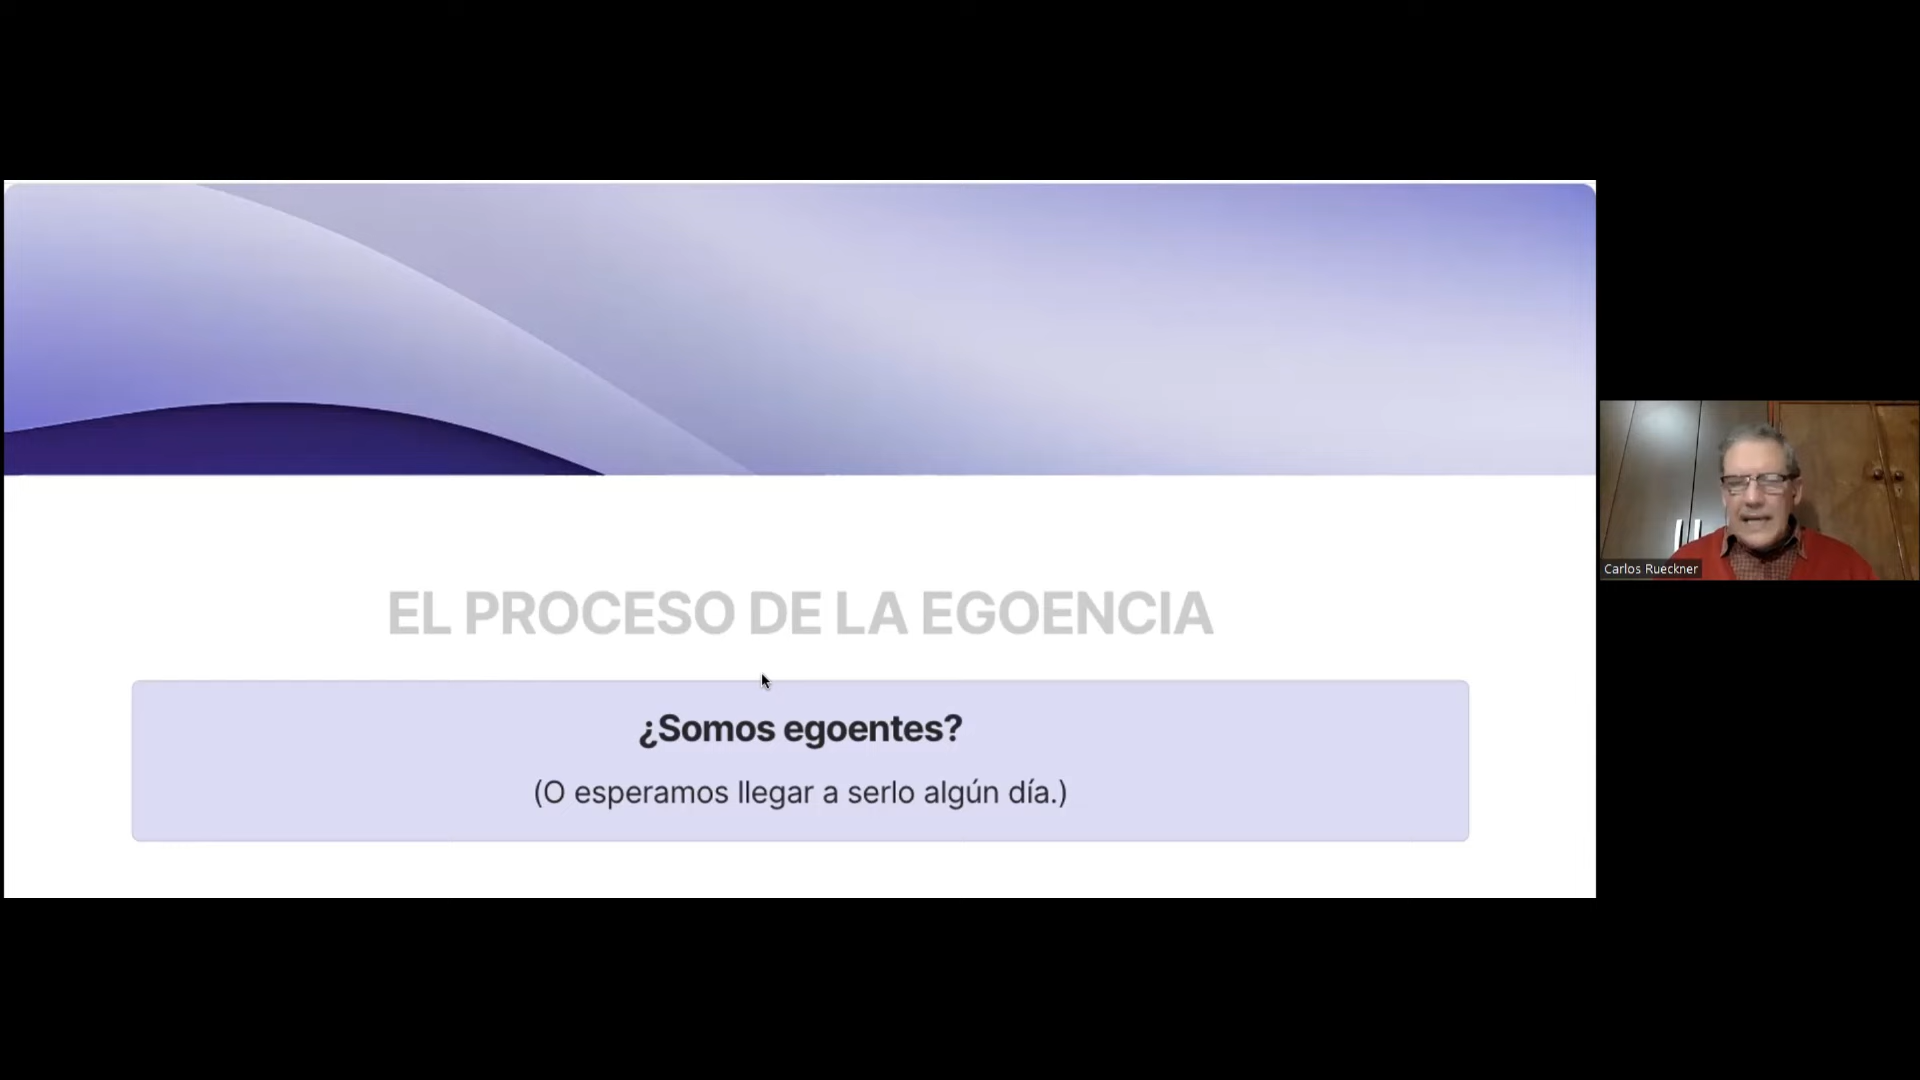 EL PROCESO DE LA EGOENCIA
¿Somos egoentes?
(O esperamos llegar a serlo algún día.)
Carlos Rueckner